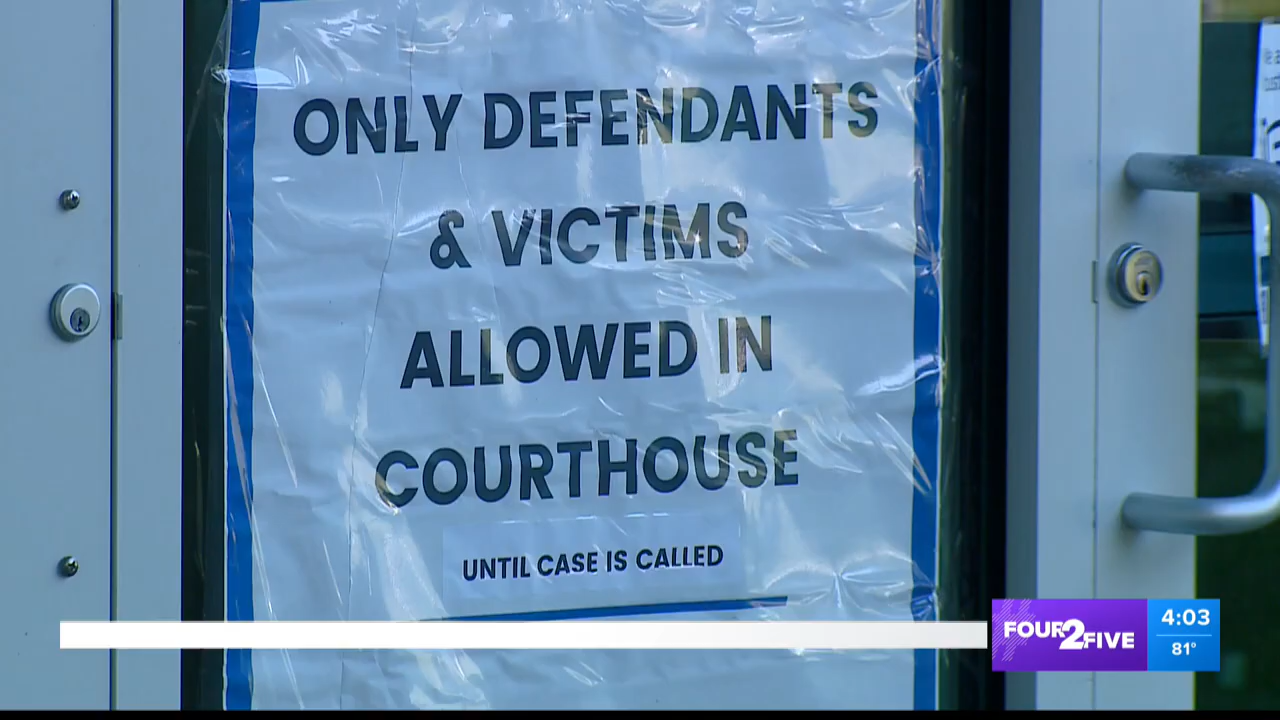 ONLY DEFENDANTS
& VICTIMS
ALLOWED IN
COURTHOUSE
UNTIL CASE IS CALLED
FOUR2FIVE
4:03
81°